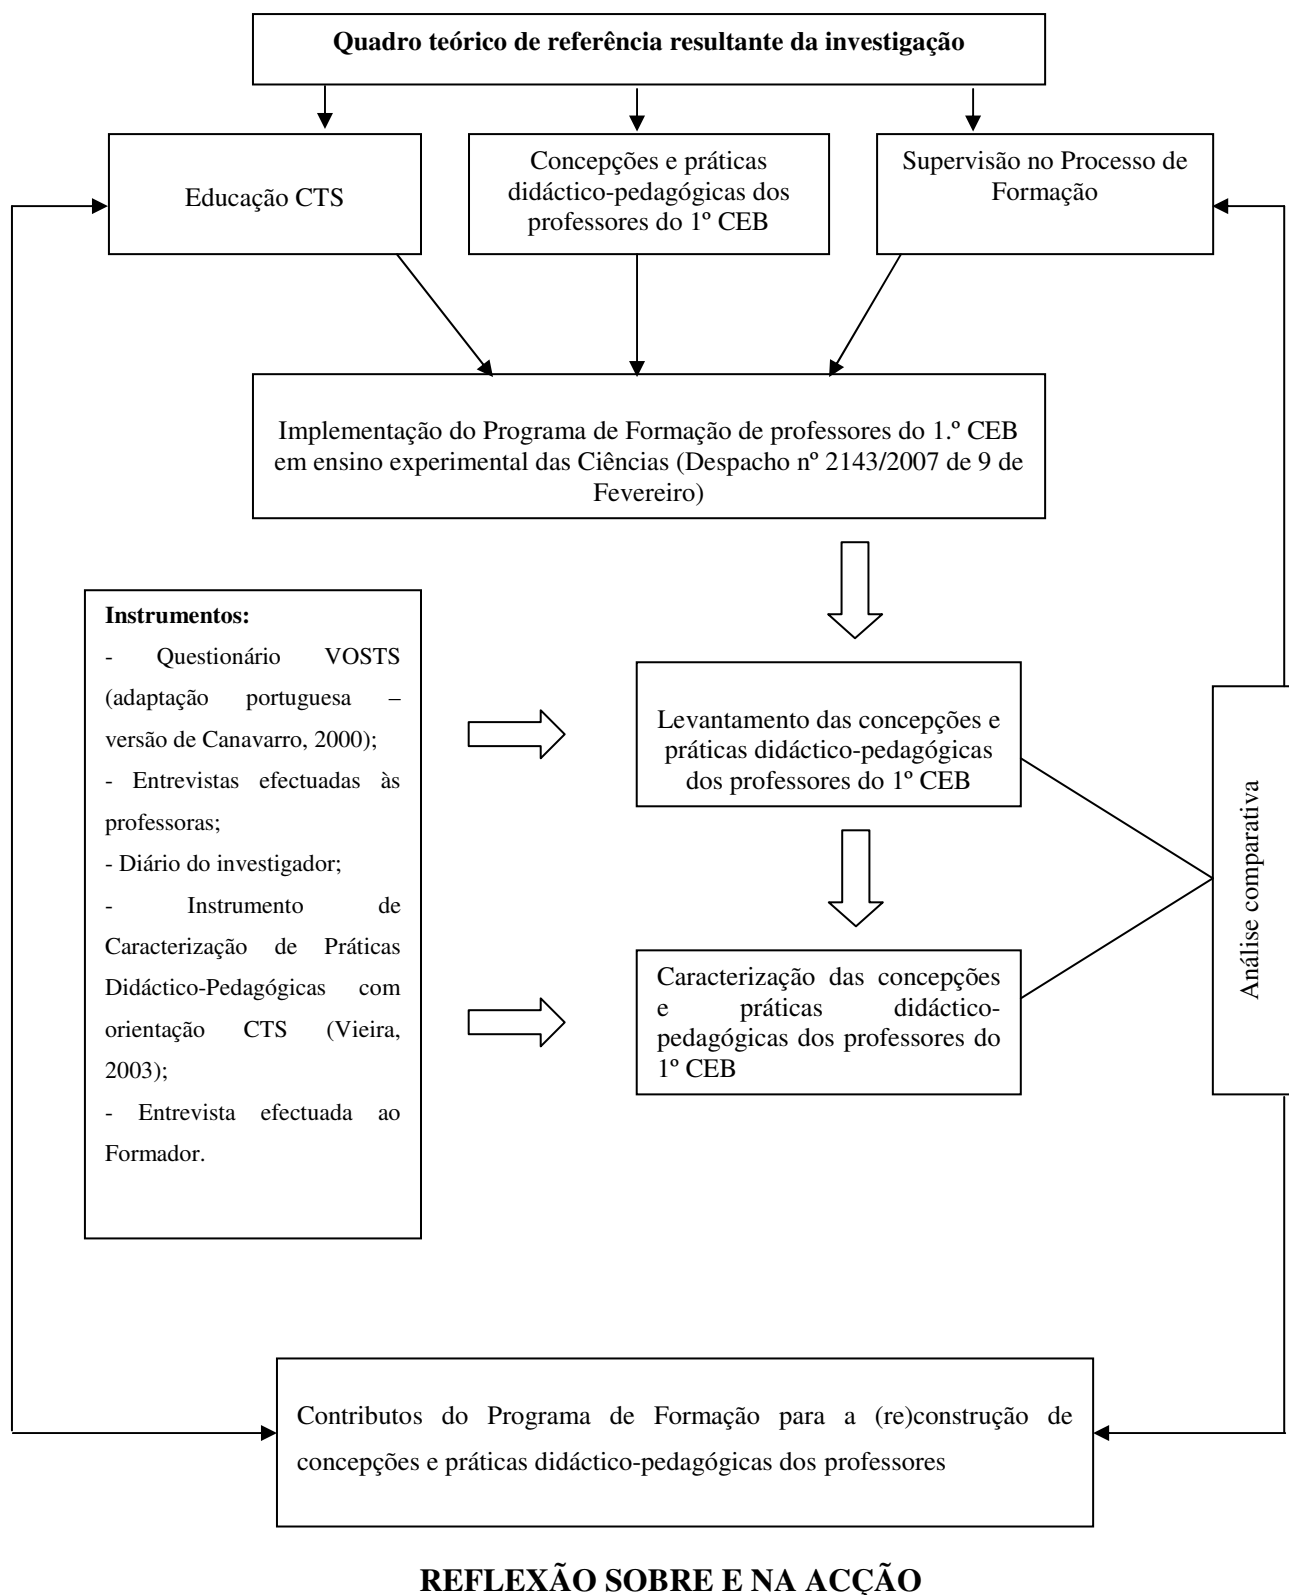 Quadro teórico de referência resultante da investigação
Educação CTS
Concepções e práticas
didáctico-pedagógicas dos
professores do 1º CEB
Supervisão no Processo de
Formação
Implementação do Programa de Formação de professores do 1.º CEB
em ensino experimental das Ciências (Despacho nº 2143/2007 de 9 de
Fevereiro)
Instrumentos:
- Questionário VOSTS
(adaptação portuguesa –
versão de Canavarro, 2000);
- Entrevistas efectuadas às
professoras;
- Diário do investigador;
- Instrumento de
Caracterização de Práticas
Didáctico-Pedagógicas com
orientação CTS (Vieira,
2003);
- Entrevista efectuada ao
Formador.
Levantamento das concepções e
práticas didáctico-pedagógicas
dos professores do 1º CEB
Caracterização das concepções
e práticas didáctico-
pedagógicas dos professores do
1º CEB
Análise comparativa
Contributos do Programa de Formação para a (re)construção de
concepções e práticas didáctico-pedagógicas dos professores
REFLEXÃO SOBRE E NA ACÇÃO